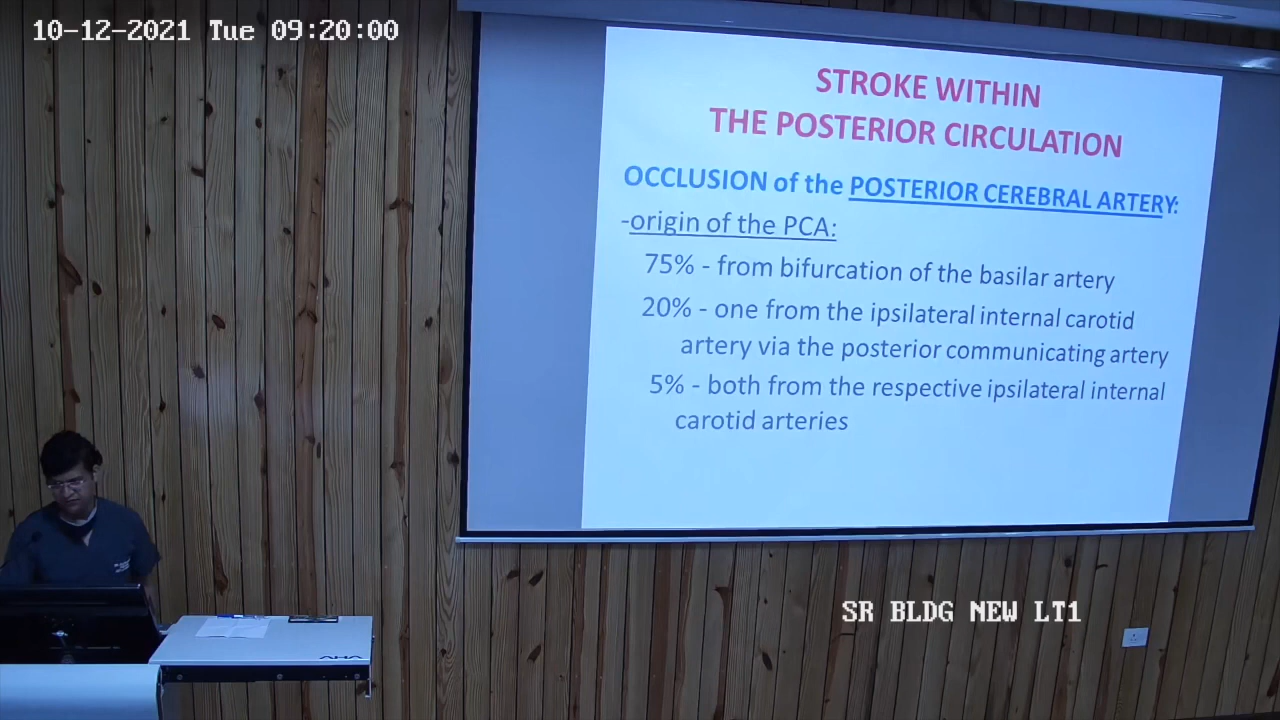 10-12-2021 Tue 09:20:00
STROKE WITHIN
THE POSTERIOR CIRCULATION
OCCLUSION of the POSTERIOR CEREBRAL ARTERY:
-origin of the PCA:
75% - from bifurcation of the basilar artery
20% - one from the ipsilateral internal carotid
artery via the posterior communicating artery
5% - both from the respective ipsilateral internal
carotid arteries
SR BLDG NEW LT1
AHA